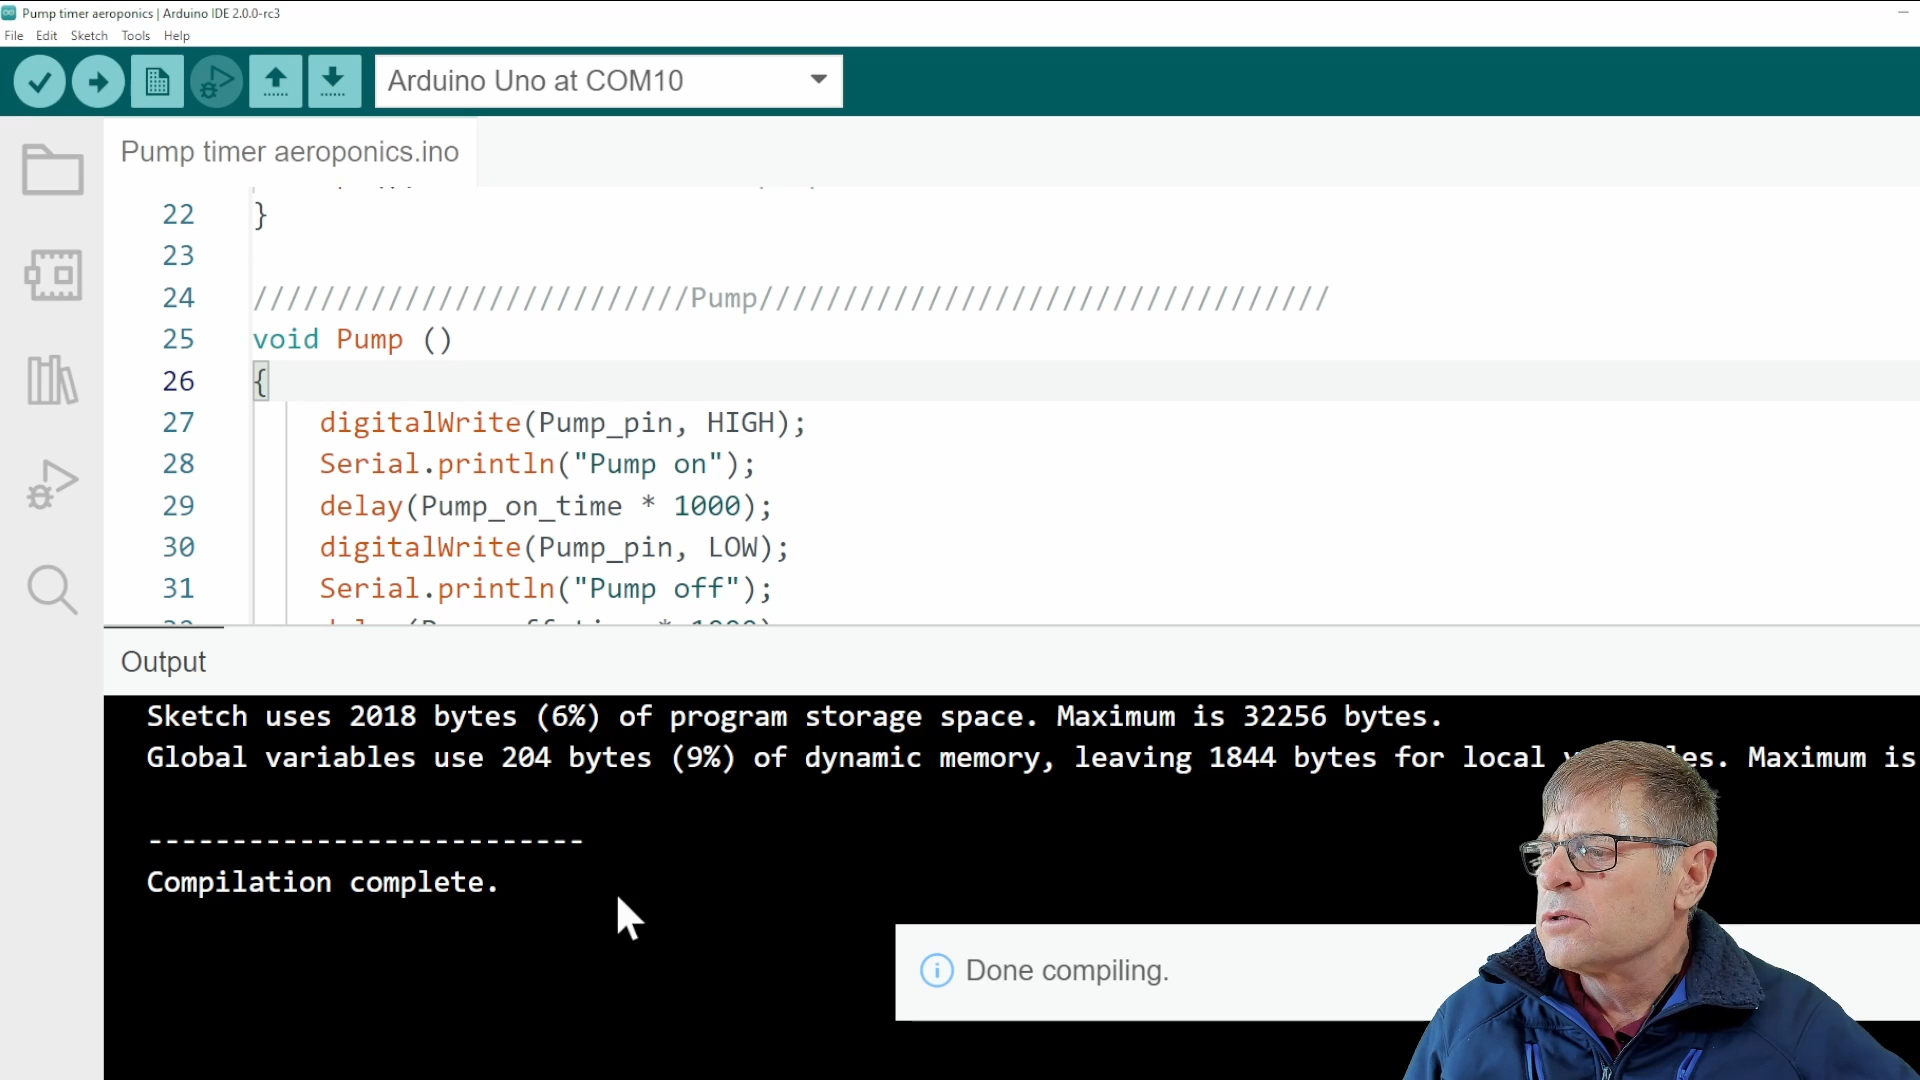 Pump timer aeroponics | Arduino IDE 2.0.0-rc3
File Edit Sketch Tools Help
Arduino Uno at COM10
Pump timer aeroponics.ino
22 }
23
24 //////////////////////////Pump//////////////////////////////////
25 void Pump ()
26 {
27 digitalWrite(Pump_pin, HIGH);
28 Serial.println("Pump on");
29 delay(Pump_on_time * 1000);
30 digitalWrite(Pump_pin, LOW);
31 Serial.println("Pump off");
Output
Sketch uses 2018 bytes (6%) of program storage space. Maximum is 32256 bytes.
Global variables use 204 bytes (9%) of dynamic memory, leaving 1844 bytes for local Maximum is
--------------------------
Compilation complete.
Done compiling.